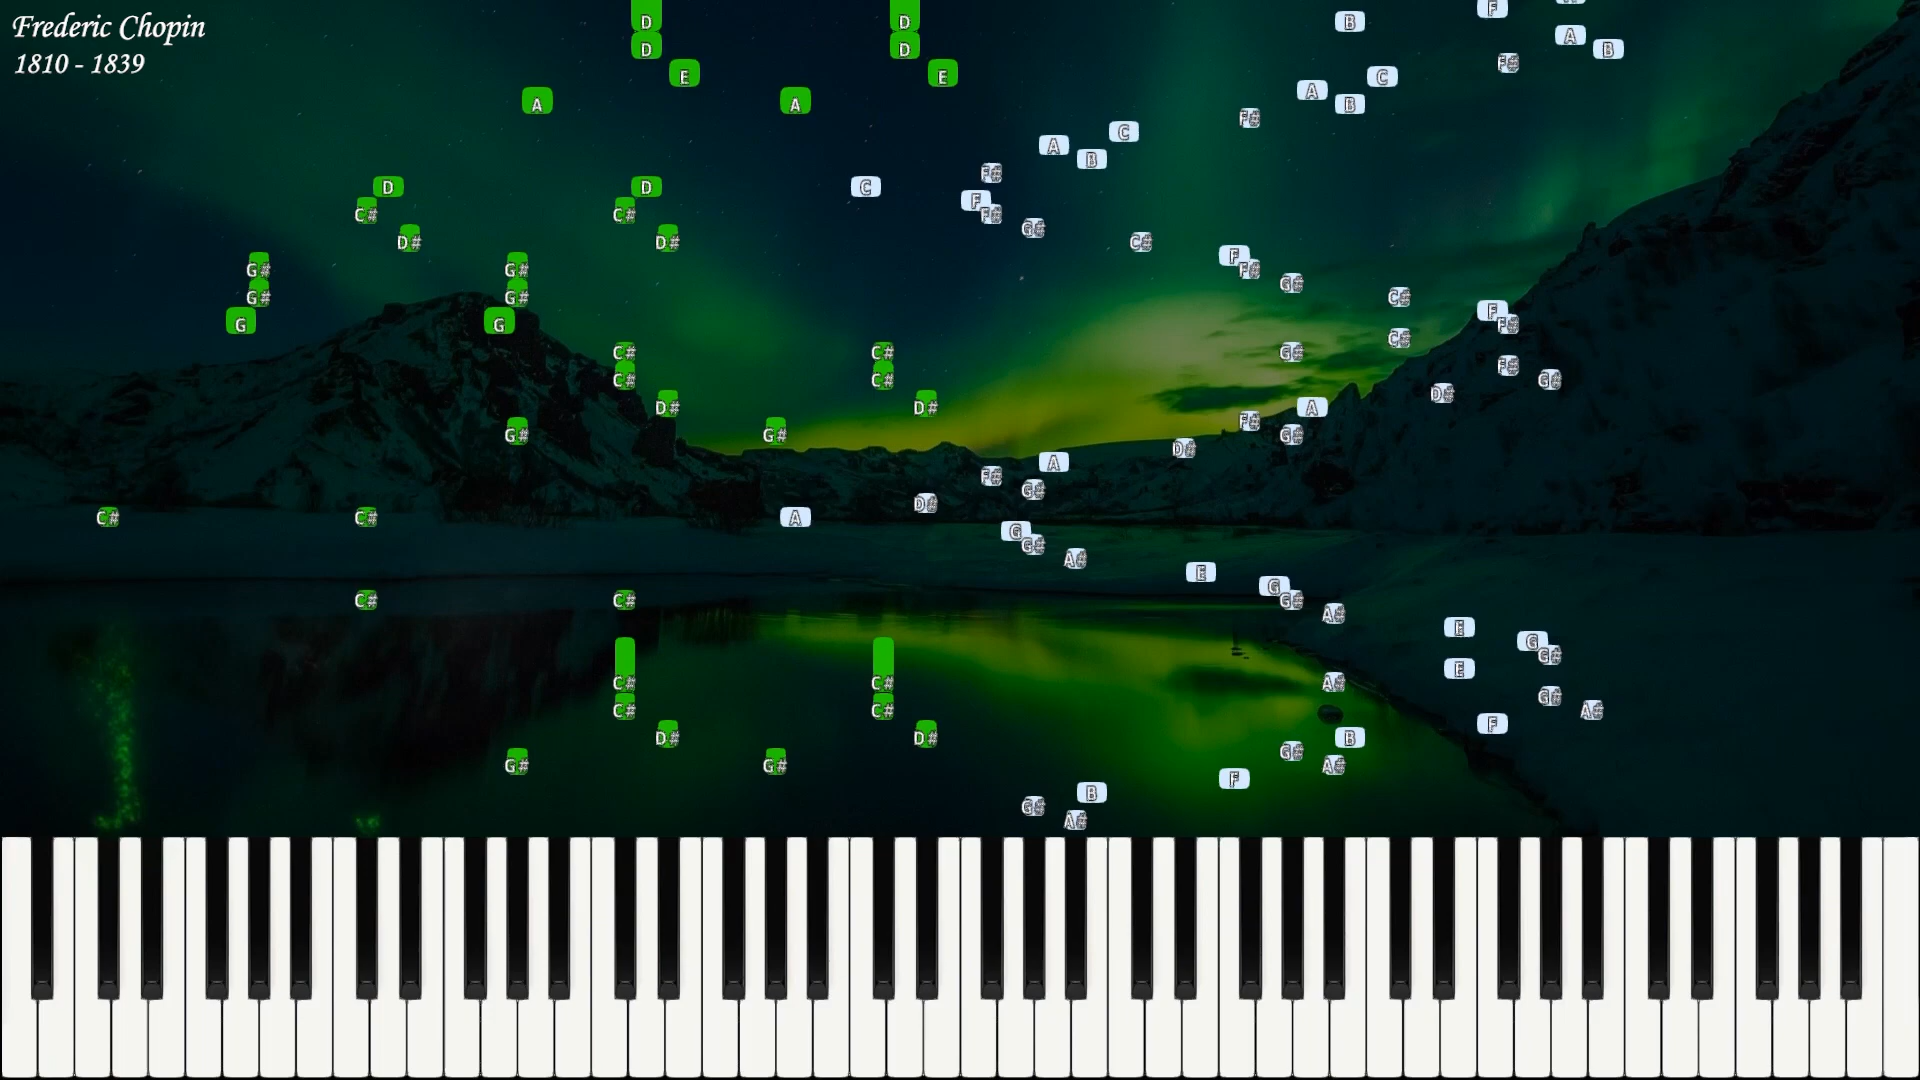 Frederic Chopin
1810 - 1839
D D B F
D D A B
E E A C F#
A A B F#
A C
B
D D C F#
C# C# F F#
D# D# G# C#
G# G# F F#
G# G# G# C#
G G F F#
C# C# G# C#
C# C# F# G#
D# D# A D#
G# G# F# G#
A D#
F# G#
D#
C# C# A G
G# A#
E
C# C# G G#
A#
E G
G#
E
C# C# A# G#
C# C# A#
F
D# D# B
G# G# G# A#
F
B
G#
A#